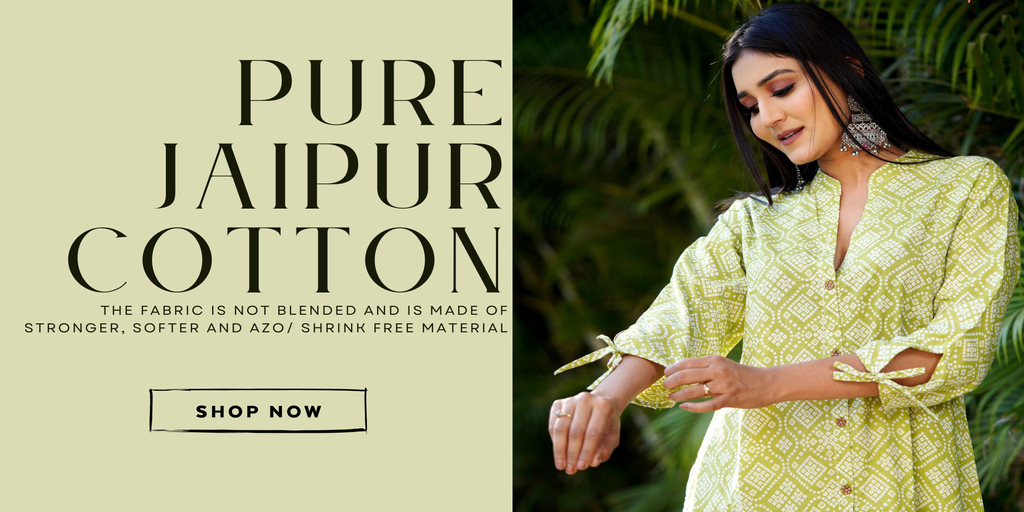 PURE
JAIPUR
COTTON
THE FABRIC IS NOT BLENDED AND IS MADE OF
STRONGER, SOFTER AND AZO/ SHRINK FREE MATERIAL
SHOP NOW